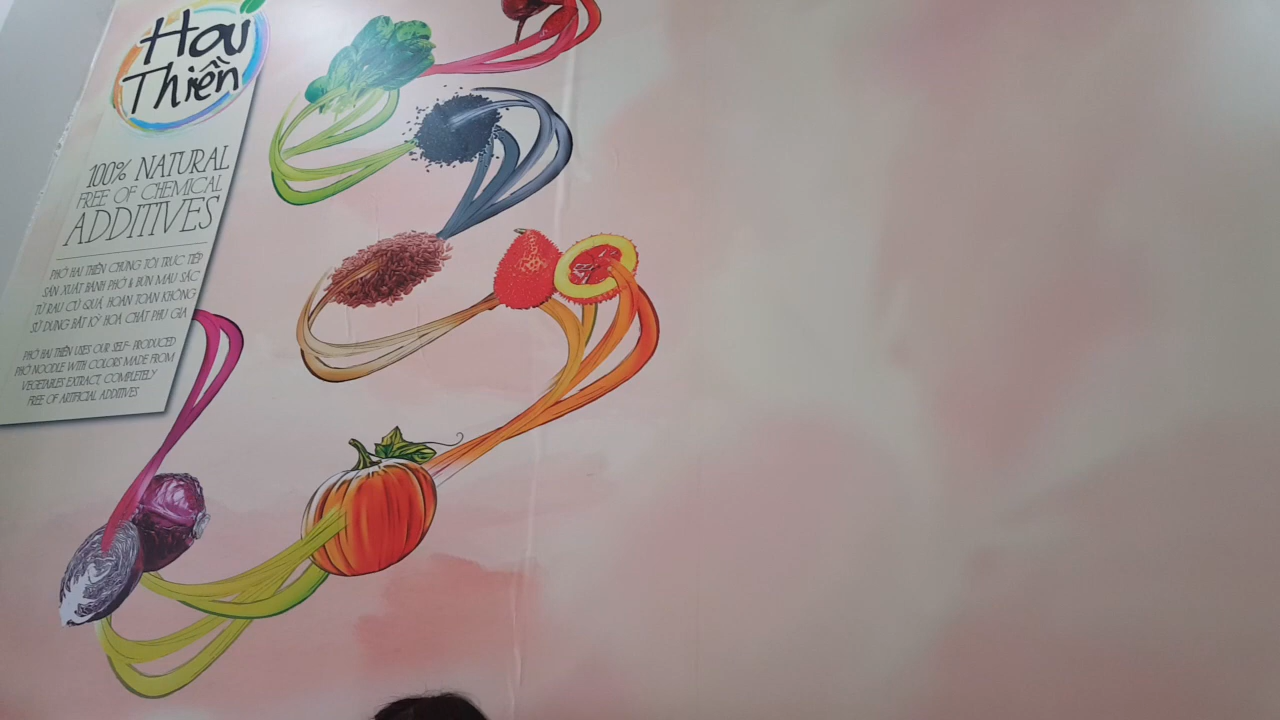 Hai
Thiền
100% NATURAL
FREE OF CHEMICAL
ADDITIVES
PHỞ HAI THIỀN CHÚNG TÔI TRỰC TIẾP
SẢN XUẤT BÁNH PHỞ & BÚN MÀU SẮC
TỪ RAU CỦ QUẢ, HOÀN TOÀN KHÔNG
SỬ DỤNG BẤT KỲ HOÁ CHẤT PHỤ GIA
PHỞ HAI THIỀN USES OUR SELF- PRODUCED
PHỞ NOODLE WITH COLORS MADE FROM
VEGETABLES EXTRACT, COMPLETELY
FREE OF ARTIFICIAL ADDITIVES